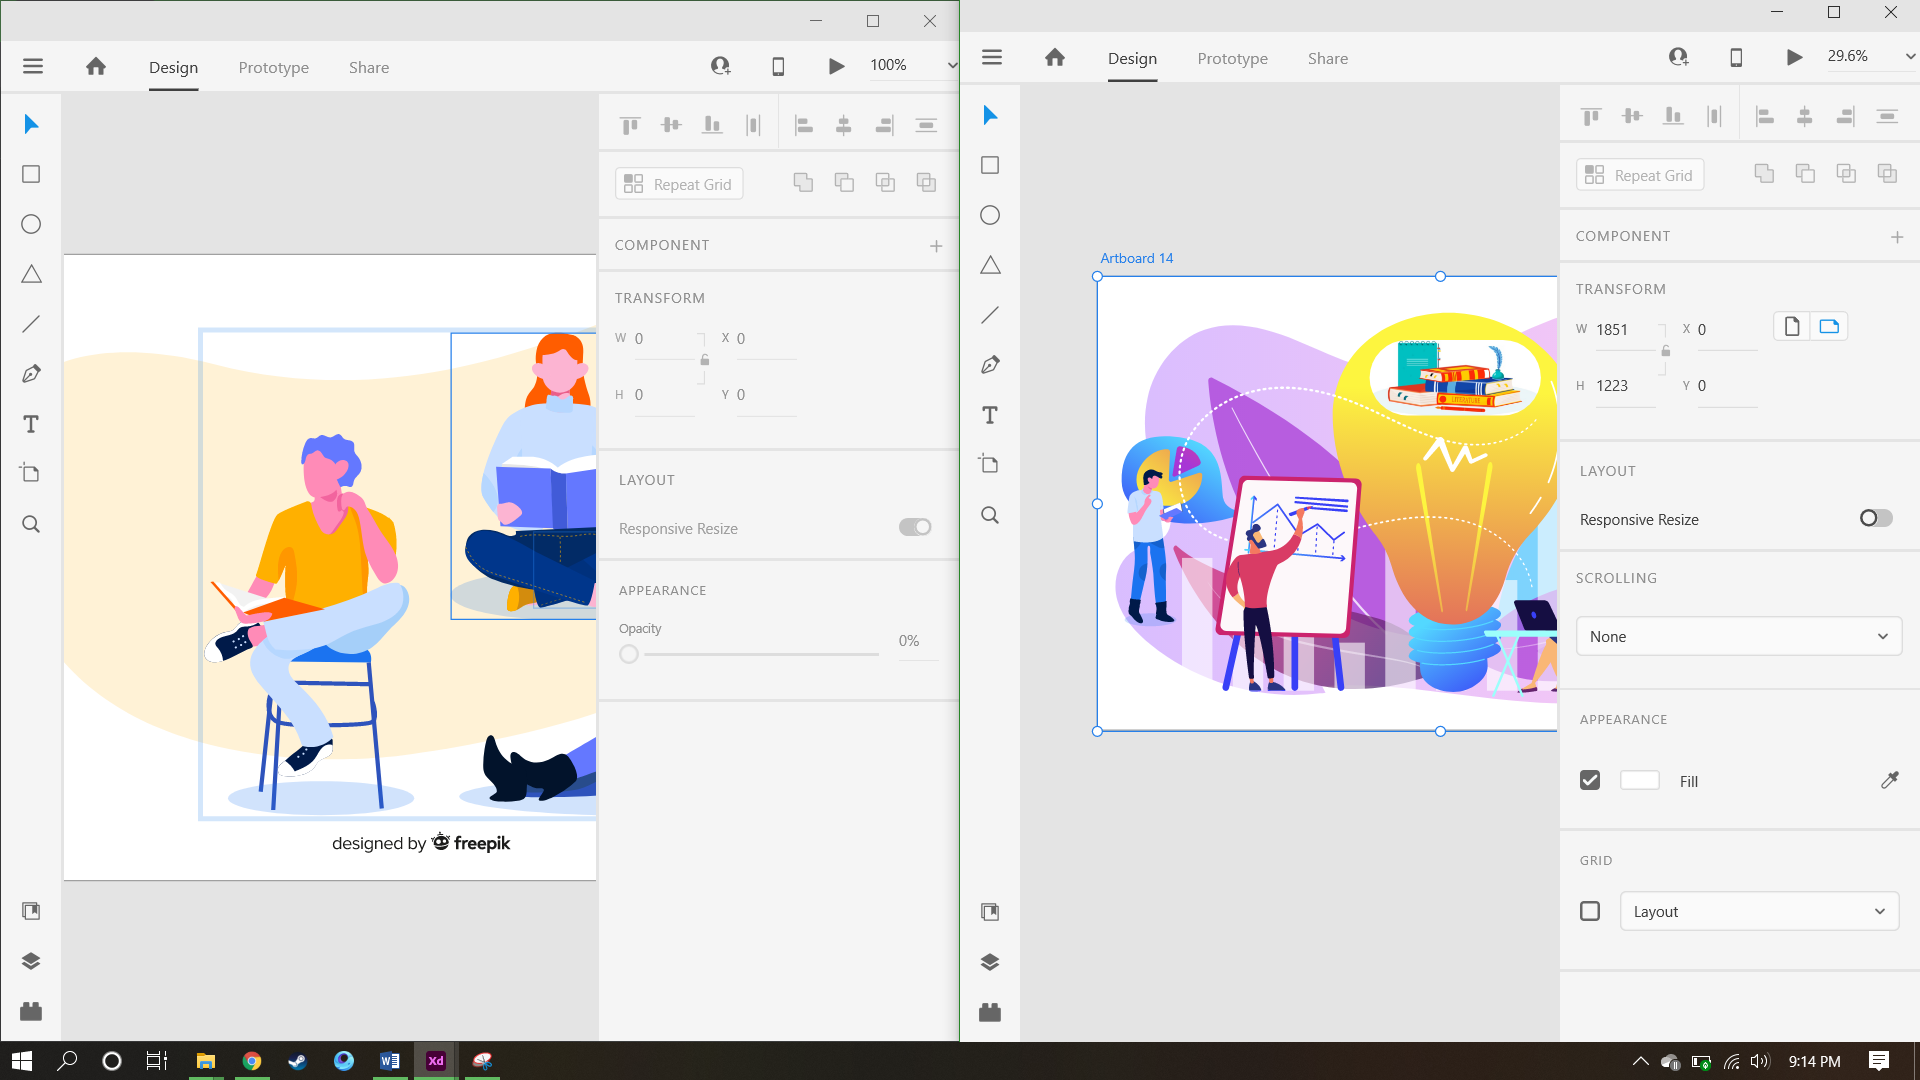 Design
Prototype
Share
100%
Repeat Grid
COMPONENT
TRANSFORM
W 0
X 0
H 0
Y 0
LAYOUT
Responsive Resize
APPEARANCE
Opacity
0%
designed by freepik
Design
Prototype
Share
29.6%
Repeat Grid
COMPONENT
Artboard 14
TRANSFORM
W 1851
X 0
H 1223
Y 0
LITERATURE
LAYOUT
Responsive Resize
SCROLLING
None
APPEARANCE
Fill
GRID
Layout
W
Xd
9:14 PM